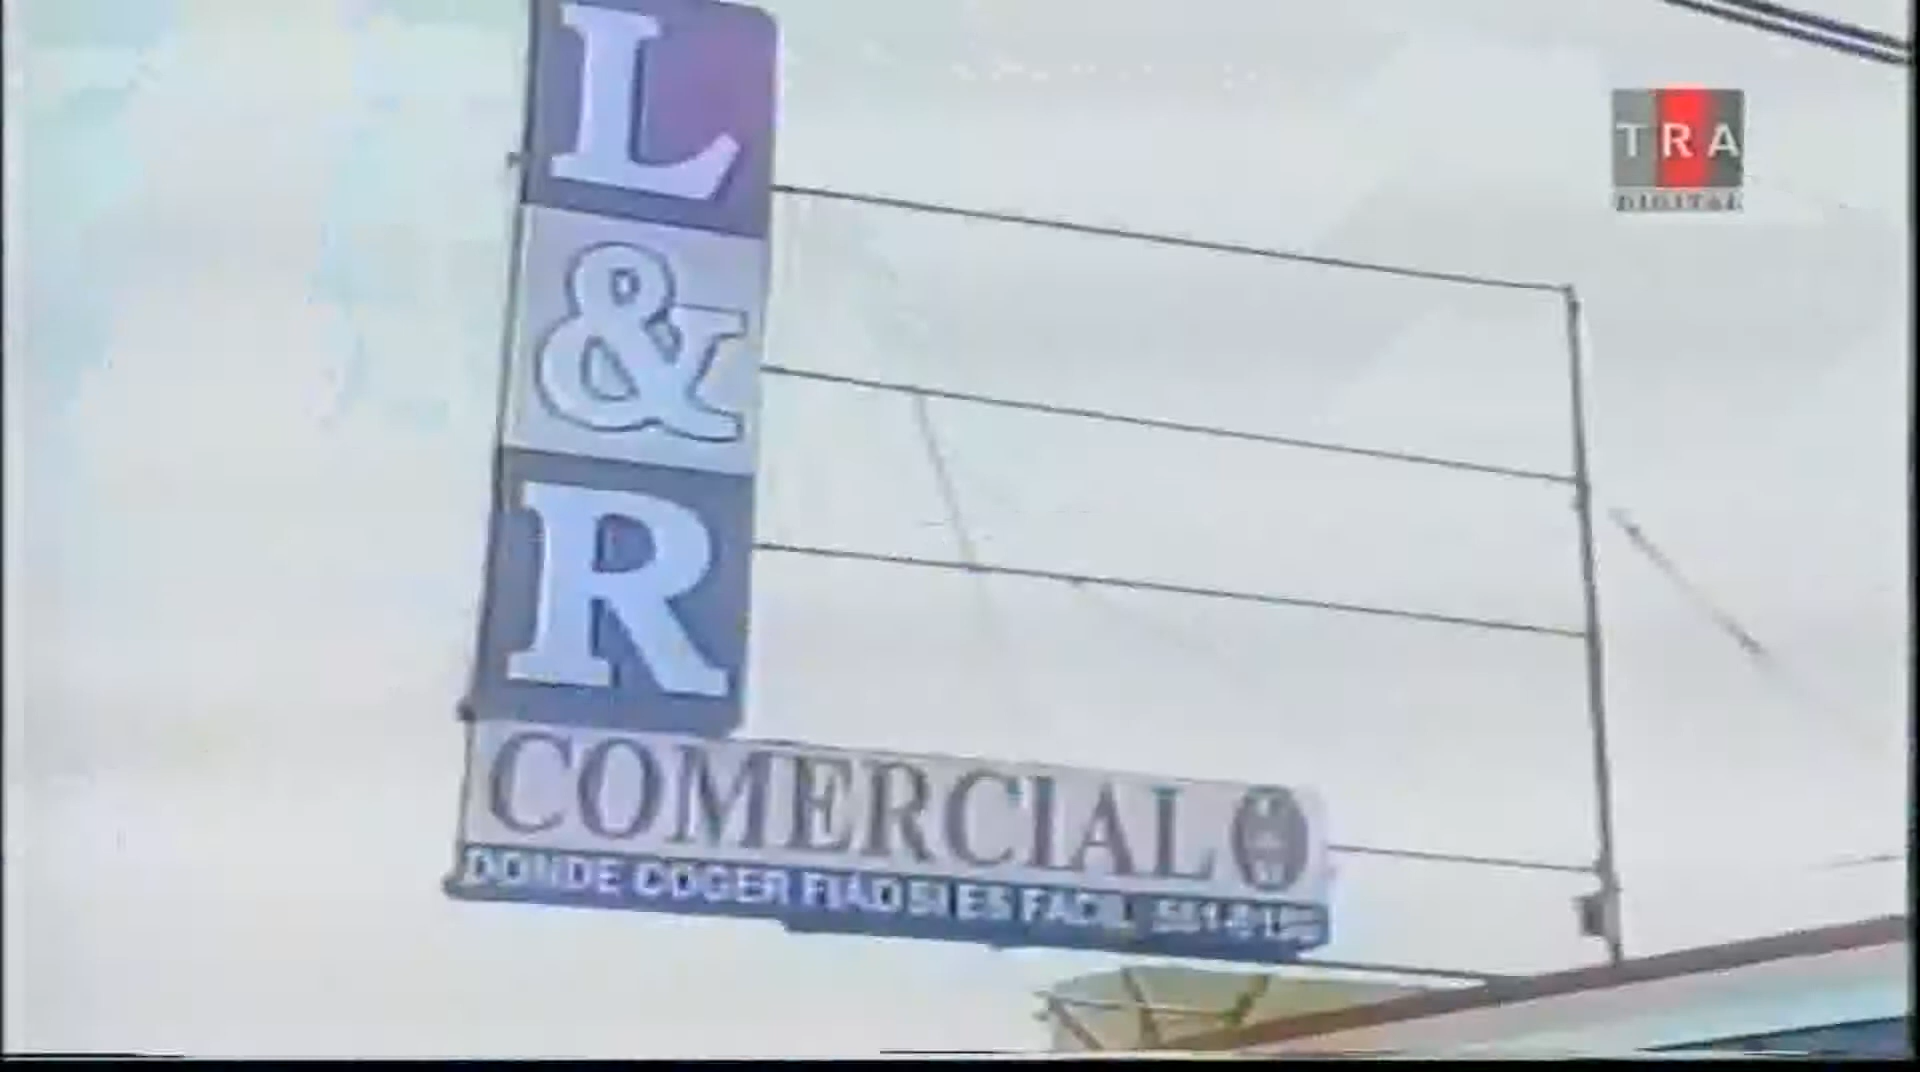 L
&
R
COMERCIAL
DONDE COGER FIAO SI ES FACIL
TRA
DIGITAL